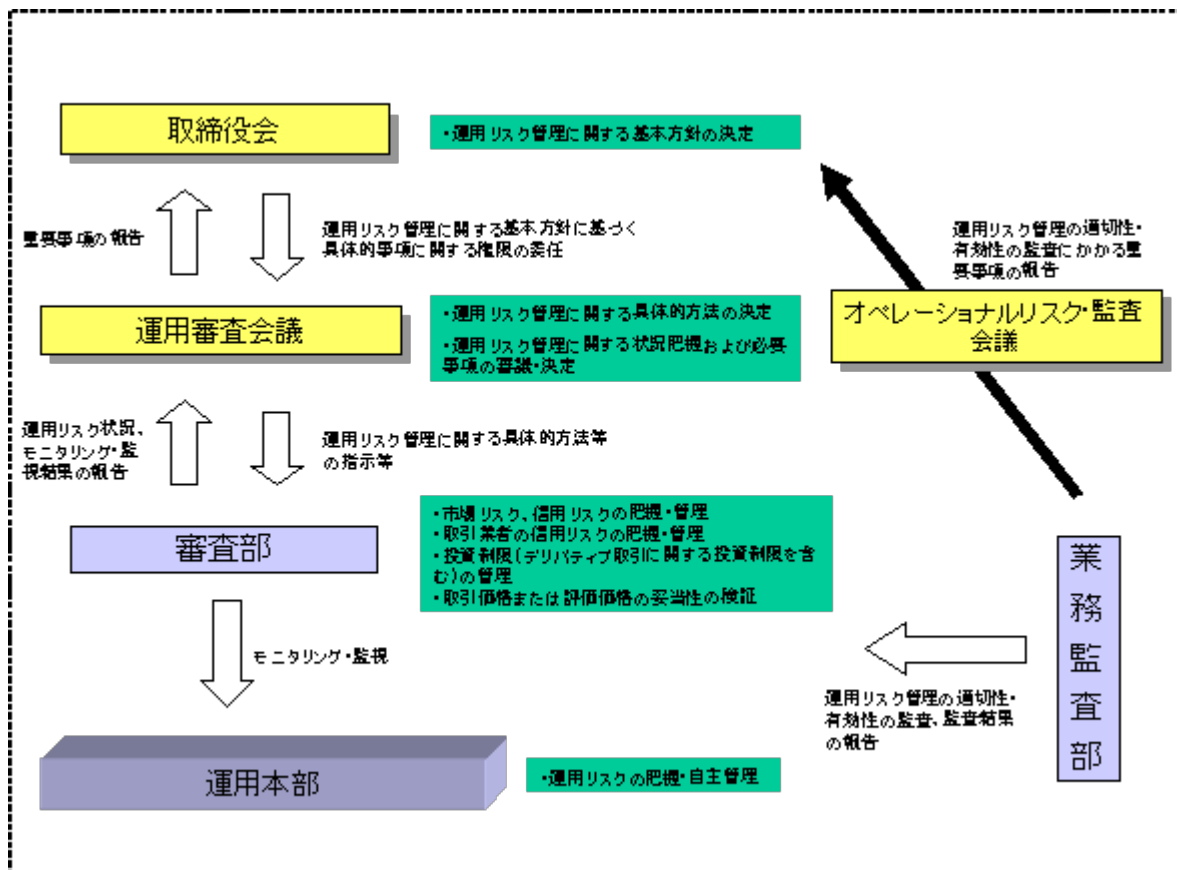 取締役会
・運用リスク管理に関する基本方針の決定
重要事項の報告
運用リスク管理に関する基本方針に基づく
具体的事項に関する権限の委任
運用リスク管理の適切性・
有効性の監査にかかる重
要事項の報告
運用審査会議
・運用リスク管理に関する具体的方法の決定
・運用リスク管理に関する状況把握および必要
事項の審議・決定
オペレーショナルリスク・監査
会議
運用リスク状況、
モニタリング・監
視結果の報告
運用リスク管理に関する具体的方法等
の指示等
審査部
・市場リスク、信用リスクの把握・管理
・取引業者の信用リスクの把握・管理
・投資制限(デリバティブ取引に関する投資制限を含
む)の管理
・取引価格または評価価格の妥当性の検証
業務監査部
モニタリング・監視
運用リスク管理の適切性・
有効性の監査、監査結果
の報告
運用本部
・運用リスクの把握・自主管理